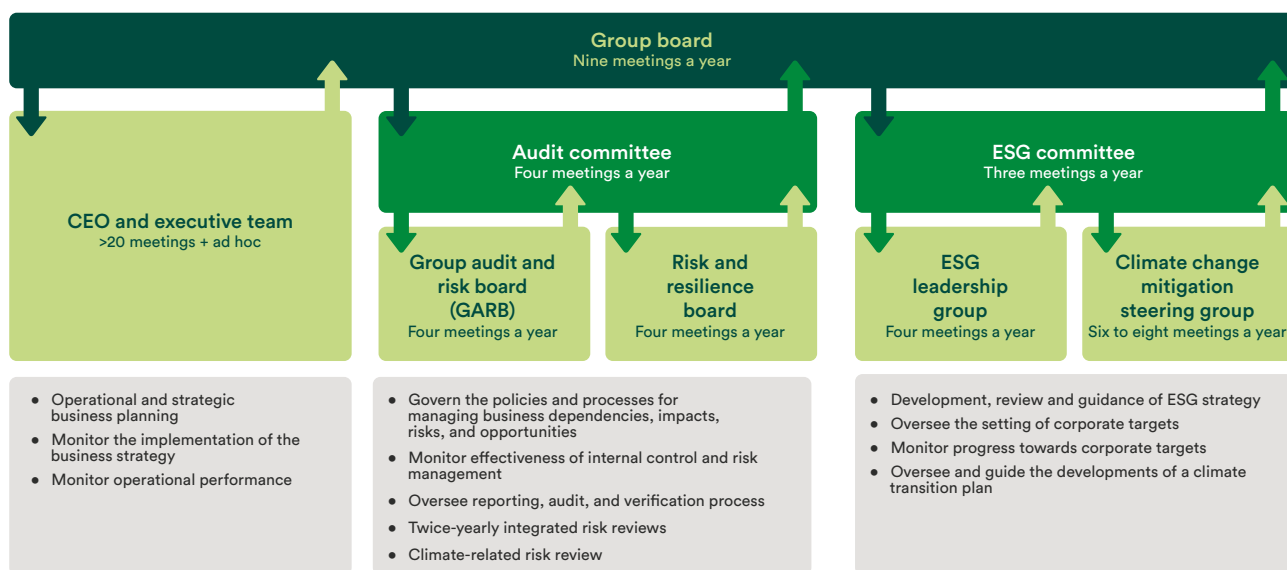 Group board
Nine meetings a year
CEO and executive team
>20 meetings + ad hoc
Audit committee
Four meetings a year
ESG committee
Three meetings a year
Group audit and
risk board
(GARB)
Four meetings a year
Risk and
resilience
board
Four meetings a year
ESG
leadership
group
Four meetings a year
Climate change
mitigation
steering group
Six to eight meetings a year
• Operational and strategic
business planning
• Monitor the implementation of the
business strategy
• Monitor operational performance
• Govern the policies and processes for
managing business dependencies, impacts,
risks, and opportunities
• Monitor effectiveness of internal control and risk
management
• Oversee reporting, audit, and verification process
• Twice-yearly integrated risk reviews
• Climate-related risk review
• Development, review and guidance of ESG strategy
• Oversee the setting of corporate targets
• Monitor progress towards corporate targets
• Oversee and guide the developments of a climate
transition plan